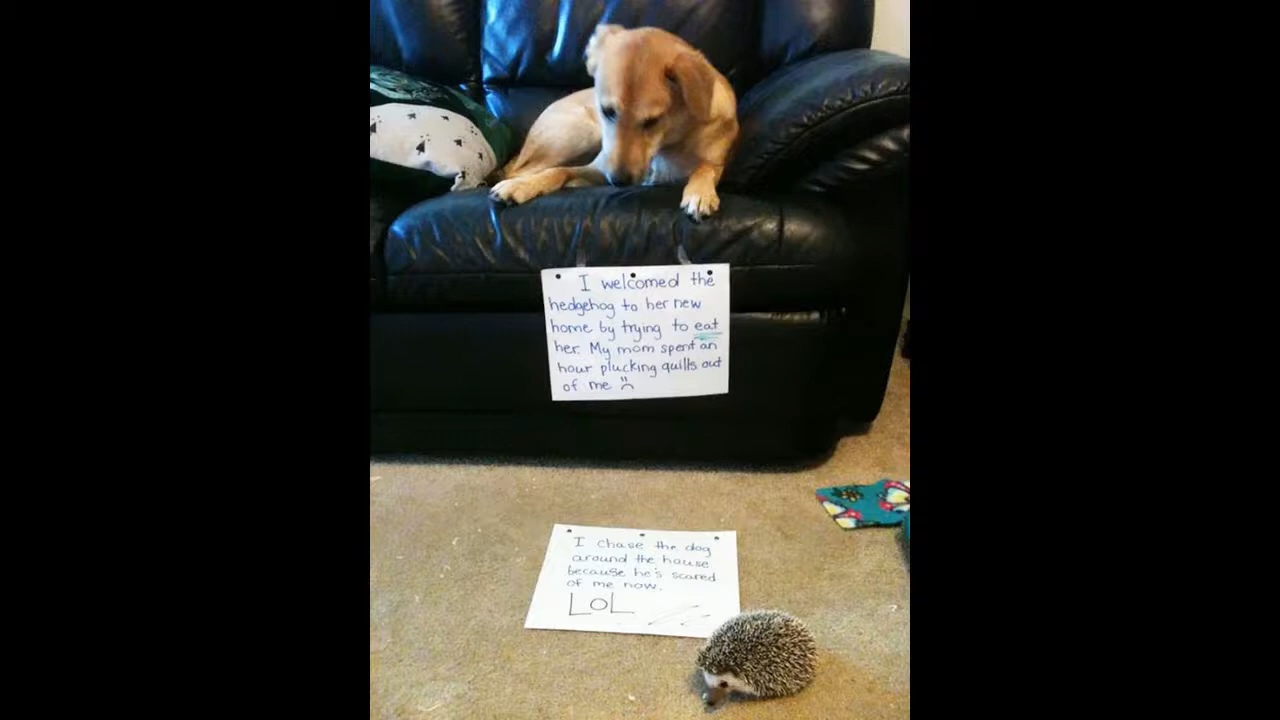 I welcomed the
hedgehog to her new
home by trying to eat
her. My mom spent an
hour plucking quills out
of me
I chase the dog
around the house
because he's scared
of me now.
LOL